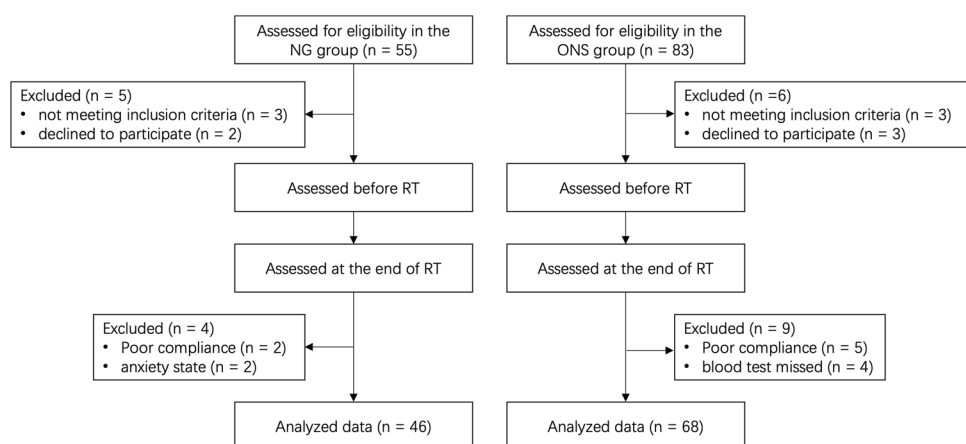 Assessed for eligibility in the
NG group (n = 55)
Assessed for eligibility in the
ONS group (n = 83)
Excluded (n = 5)
• not meeting inclusion criteria (n = 3)
• declined to participate (n = 2)
Excluded (n =6)
• not meeting inclusion criteria (n = 3)
• declined to participate (n = 3)
Assessed before RT
Assessed before RT
Assessed at the end of RT
Assessed at the end of RT
Excluded (n = 4)
• Poor compliance (n = 2)
• anxiety state (n = 2)
Excluded (n = 9)
• Poor compliance (n = 5)
• blood test missed (n = 4)
Analyzed data (n = 46)
Analyzed data (n = 68)